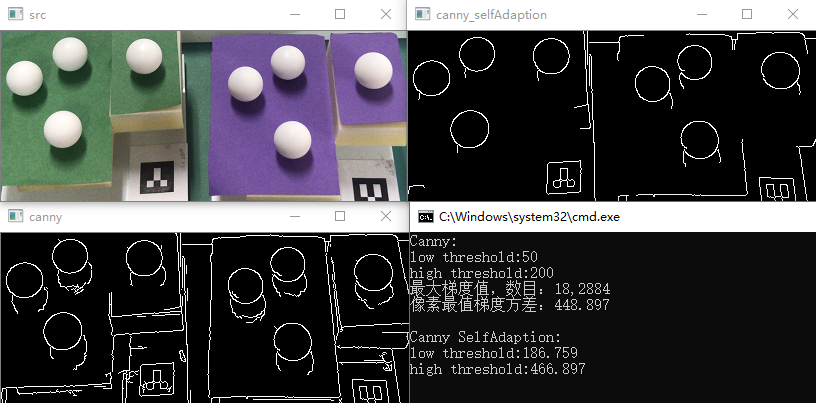 src
canny_selfAdaption
canny
C:\Windows\system32\cmd.exe
Canny:
low threshold:50
high threshold:200
最大梯度值，数目：18,2884
像素最值梯度方差：448.897
Canny SelfAdaption:
low threshold:186.759
high threshold:466.897